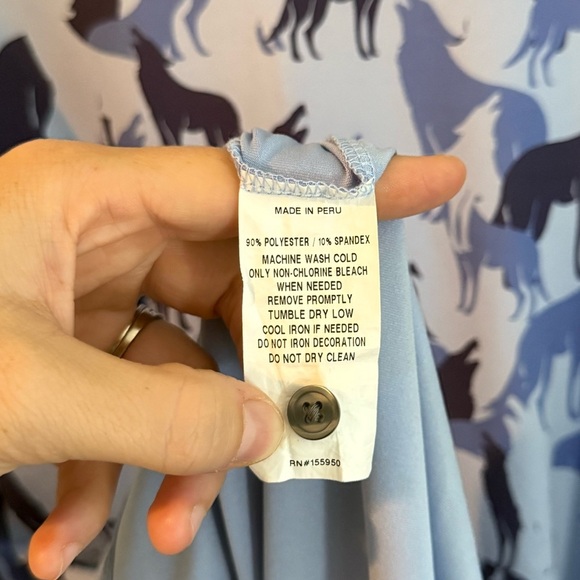 MADE IN PERU
90% POLYESTER / 10% SPANDEX
MACHINE WASH COLD
ONLY NON-CHLORINE BLEACH
WHEN NEEDED
REMOVE PROMPTLY
TUMBLE DRY LOW
COOL IRON IF NEEDED
DO NOT IRON DECORATION
DO NOT DRY CLEAN
RN#155950